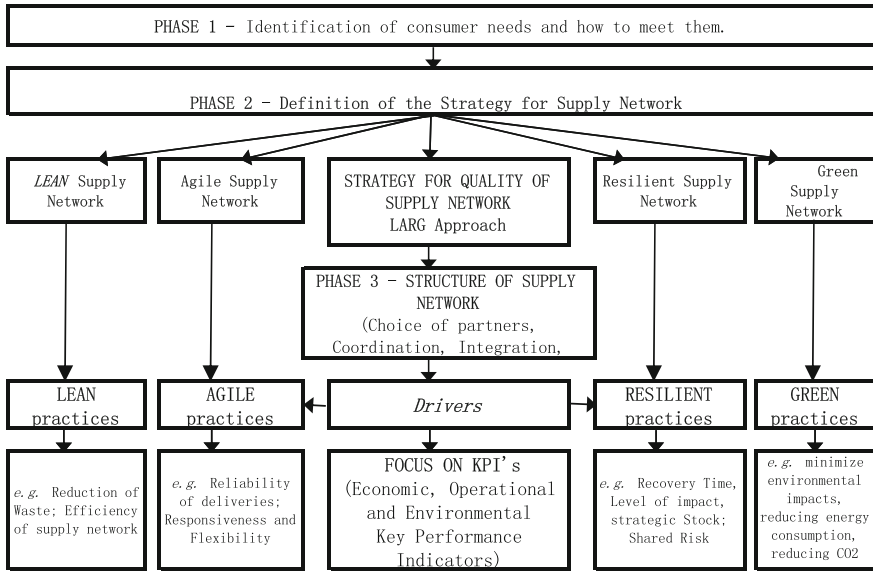 PHASE 1 - Identification of consumer needs and how to meet them.
PHASE 2 - Definition of the Strategy for Supply Network
LEAN Supply
Network
Agile Supply
Network
STRATEGY FOR QUALITY OF
SUPPLY NETWORK
LARG Approach
Resilient Supply
Network
Green
Supply
Network
PHASE 3 - STRUCTURE OF SUPPLY
NETWORK
(Choice of partners,
Coordination, Integration,
LEAN
practices
AGILE
practices
Drivers
RESILIENT
practices
GREEN
practices
e.g. Reduction of
Waste; Efficiency
of supply network
e.g. Reliability
of deliveries;
Responsiveness and
Flexibility
FOCUS ON KPI's
(Economic, Operational
and Environmental
Key Performance
Indicators)
e.g. Recovery Time,
Level of impact,
strategic Stock;
Shared Risk
e.g. minimize
environmental
impacts,
reducing energy
consumption,
reducing CO2